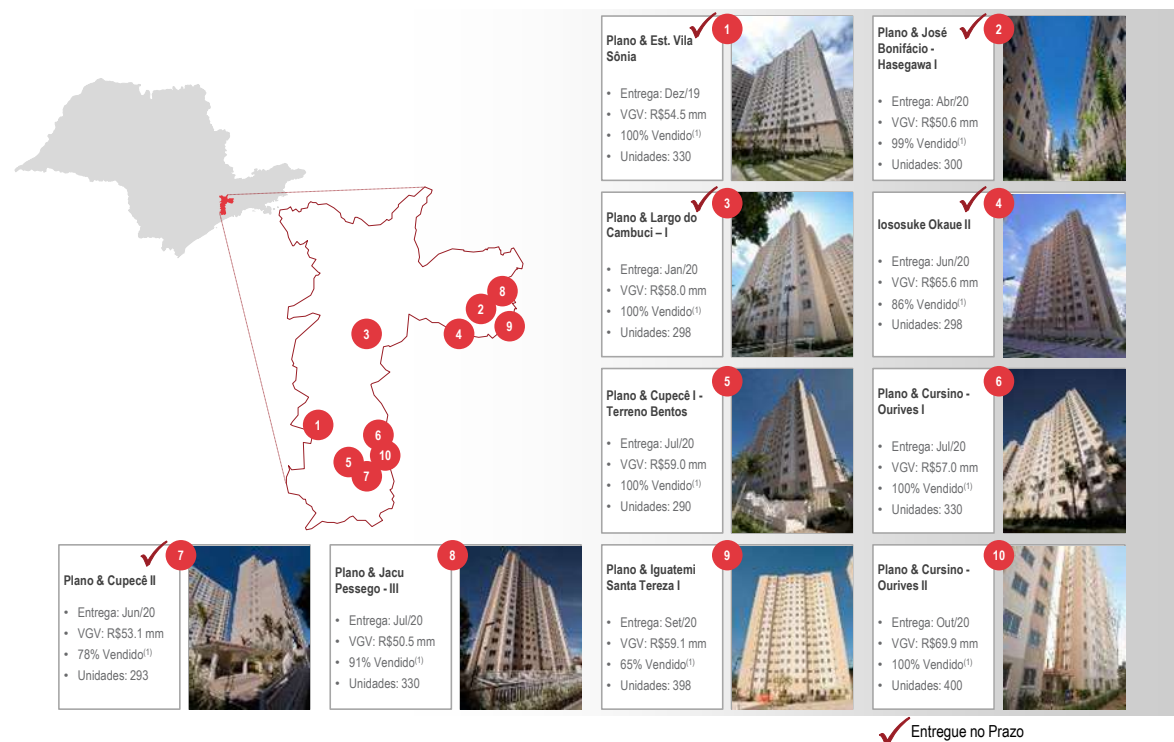 1
Plano & Est. Vila
Sônia
• Entrega: Dez/19
• VGV: R$54.5 mm
• 100% Vendido(1)
• Unidades: 330
2
Plano & José
Bonifácio -
Hasegawa I
• Entrega: Abr/20
• VGV: R$50.6 mm
• 99% Vendido(1)
• Unidades: 300
3
Plano & Largo do
Cambuci – I
• Entrega: Jan/20
• VGV: R$58.0 mm
• 100% Vendido(1)
• Unidades: 298
4
Iososuke Okaue II
• Entrega: Jun/20
• VGV: R$65.6 mm
• 86% Vendido(1)
• Unidades: 298
8
2
9
3
4
1
6
10
5
7
5
Plano & Cupecê I -
Terreno Bentos
• Entrega: Jul/20
• VGV: R$59.0 mm
• 100% Vendido(1)
• Unidades: 290
6
Plano & Cursino -
Ourives I
• Entrega: Jul/20
• VGV: R$57.0 mm
• 100% Vendido(1)
• Unidades: 330
7
Plano & Cupecê II
• Entrega: Jun/20
• VGV: R$53.1 mm
• 78% Vendido(1)
• Unidades: 293
8
Plano & Jacu
Pessego - III
• Entrega: Jul/20
• VGV: R$50.5 mm
• 91% Vendido(1)
• Unidades: 330
9
Plano & Iguatemi
Santa Tereza I
• Entrega: Set/20
• VGV: R$59.1 mm
• 65% Vendido(1)
• Unidades: 398
10
Plano & Cursino -
Ourives II
• Entrega: Out/20
• VGV: R$69.9 mm
• 100% Vendido(1)
• Unidades: 400
Entregue no Prazo